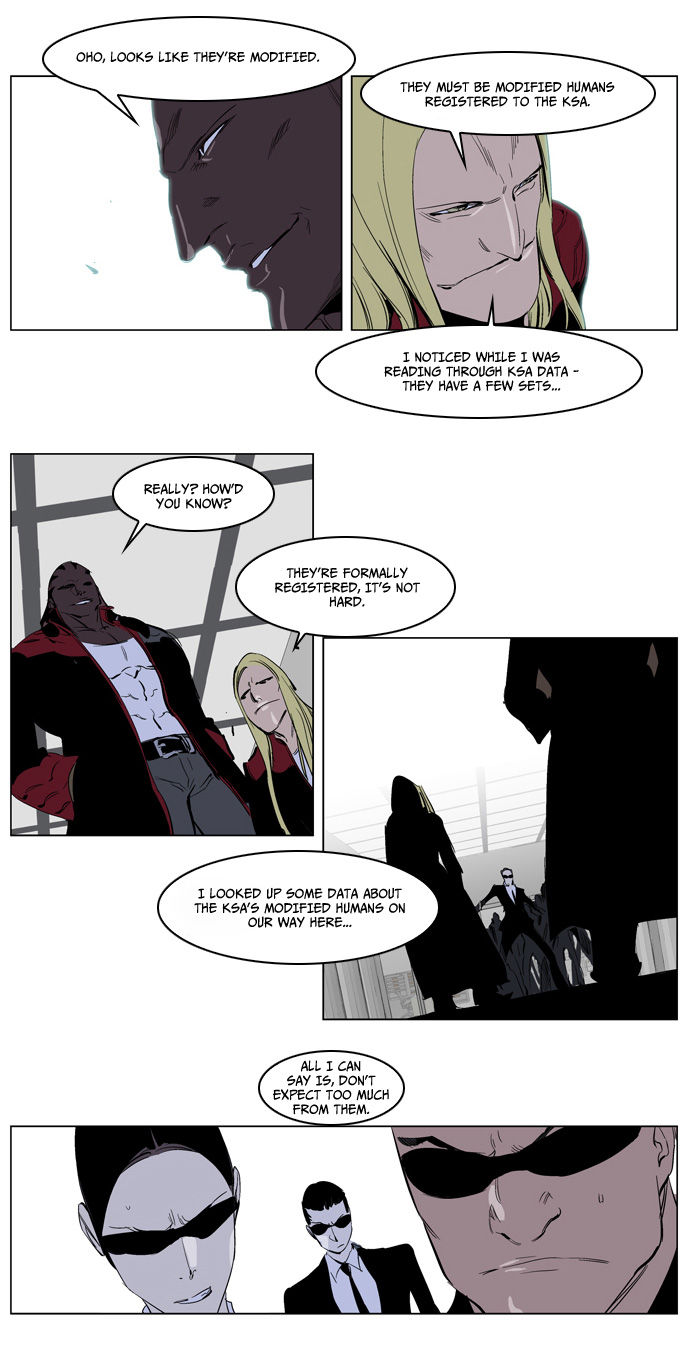 OHO, LOOKS LIKE THEY'RE MODIFIED.
THEY MUST BE MODIFIED HUMANS
REGISTERED TO THE KSA.
I NOTICED WHILE I WAS
READING THROUGH KSA DATA -
THEY HAVE A FEW SETS...
REALLY? HOW'D
YOU KNOW?
THEY'RE FORMALLY
REGISTERED, IT'S NOT
HARD.
I LOOKED UP SOME DATA ABOUT
THE KSA'S MODIFIED HUMANS ON
OUR WAY HERE...
ALL I CAN
SAY IS, DON'T
EXPECT TOO MUCH
FROM THEM.